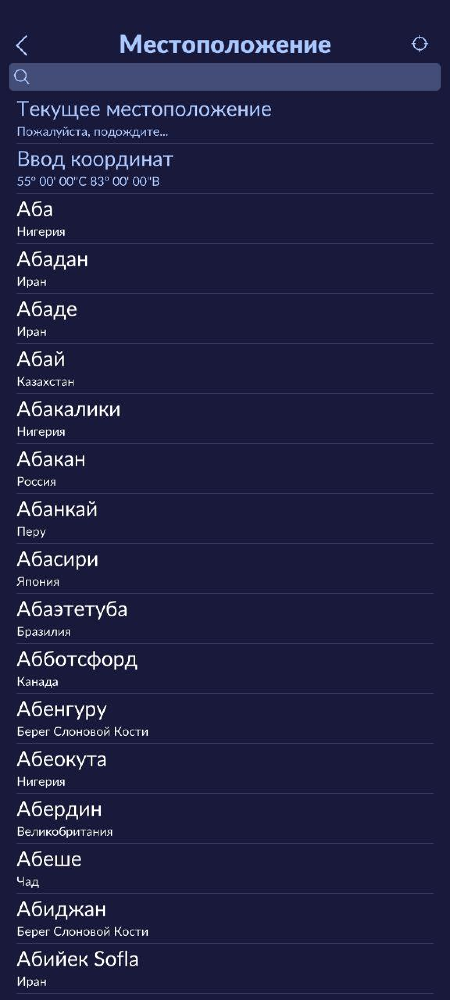 Местоположение
Текущее местоположение
Пожалуйста, подождите...
Ввод координат
55° 00' 00"С 83° 00' 00"В
Аба
Нигерия
Абадан
Иран
Абаде
Иран
Абай
Казахстан
Абакалики
Нигерия
Абакан
Россия
Абанкай
Перу
Абасири
Япония
Абаэтетуба
Бразилия
Абботсфорд
Канада
Абенгуру
Берег Слоновой Кости
Абеокута
Нигерия
Абердин
Великобритания
Абеше
Чад
Абиджан
Берег Слоновой Кости
Абийек Sofla
Иран